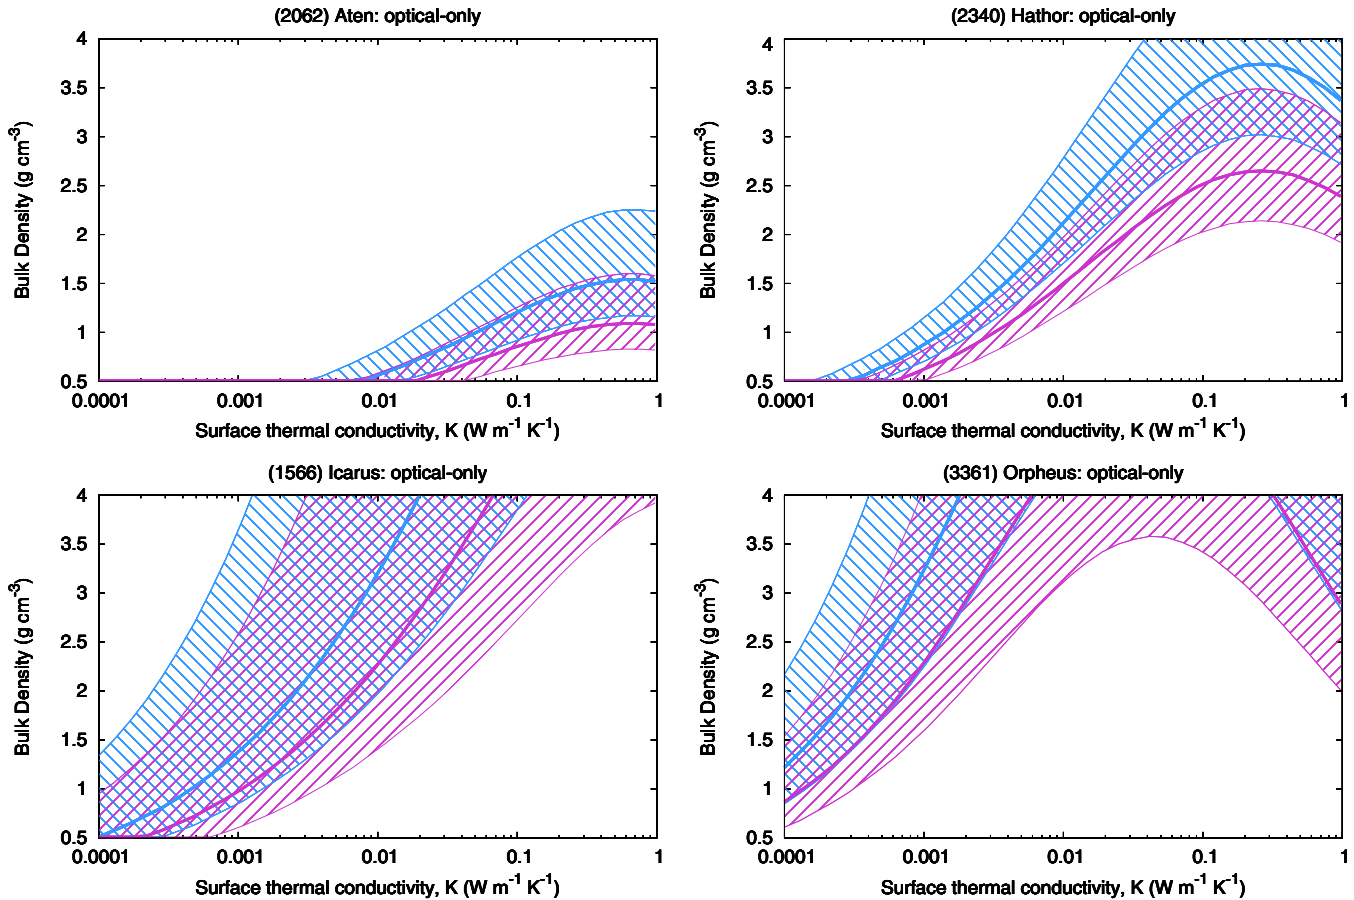 (2062) Aten: optical-only
4
3.5
3
2.5
2
1.5
1
0.5
0.0001 0.001 0.01 0.1 1
Bulk Density (g cm⁻³)
Surface thermal conductivity, K (W m⁻¹ K⁻¹)
(2340) Hathor: optical-only
4
3.5
3
2.5
2
1.5
1
0.5
0.0001 0.001 0.01 0.1 1
Bulk Density (g cm⁻³)
Surface thermal conductivity, K (W m⁻¹ K⁻¹)
(1566) Icarus: optical-only
4
3.5
3
2.5
2
1.5
1
0.5
0.0001 0.001 0.01 0.1 1
Bulk Density (g cm⁻³)
Surface thermal conductivity, K (W m⁻¹ K⁻¹)
(3361) Orpheus: optical-only
4
3.5
3
2.5
2
1.5
1
0.5
0.0001 0.001 0.01 0.1 1
Bulk Density (g cm⁻³)
Surface thermal conductivity, K (W m⁻¹ K⁻¹)